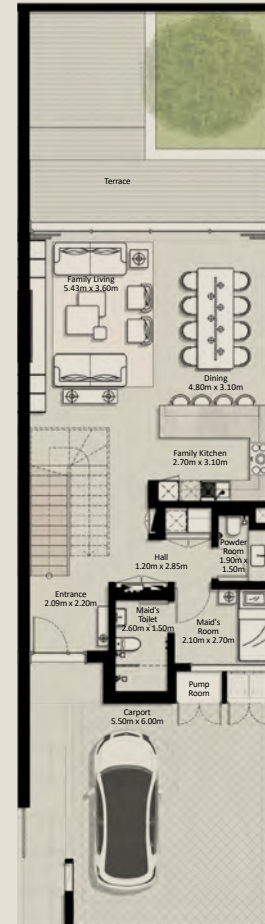 Terrace
Family Living
5.43m x 3.60m
Dining
4.80m x 3.10m
Family Kitchen
2.70m x 3.10m
Powder
Room
1.90m x
1.50m
Hall
1.20m x 2.85m
Entrance
2.09m x 2.20m
Maid's
Toilet
2.60m x 1.50m
Maid's
Room
2.10m x 2.70m
Pump
Room
Carport
5.50m x 6.00m